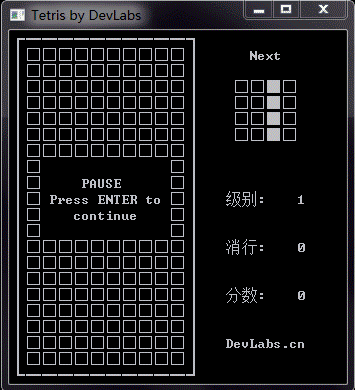 Tetris by DevLabs
Next
PAUSE
Press ENTER to
continue
级别: 1
消行: 0
分数: 0
DevLabs.cn